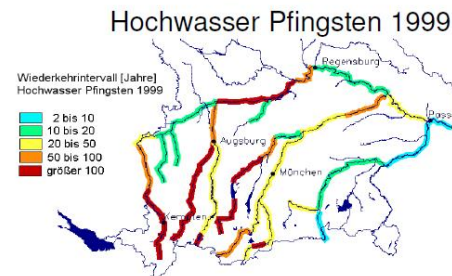 Hochwasser Pfingsten 1999
Wiederkehrintervall [Jahre]
Hochwasser Pfingsten 1999
2 bis 10
10 bis 20
20 bis 50
50 bis 100
größer 100
Regensburg
Pass
Augsburg
München
Kempten